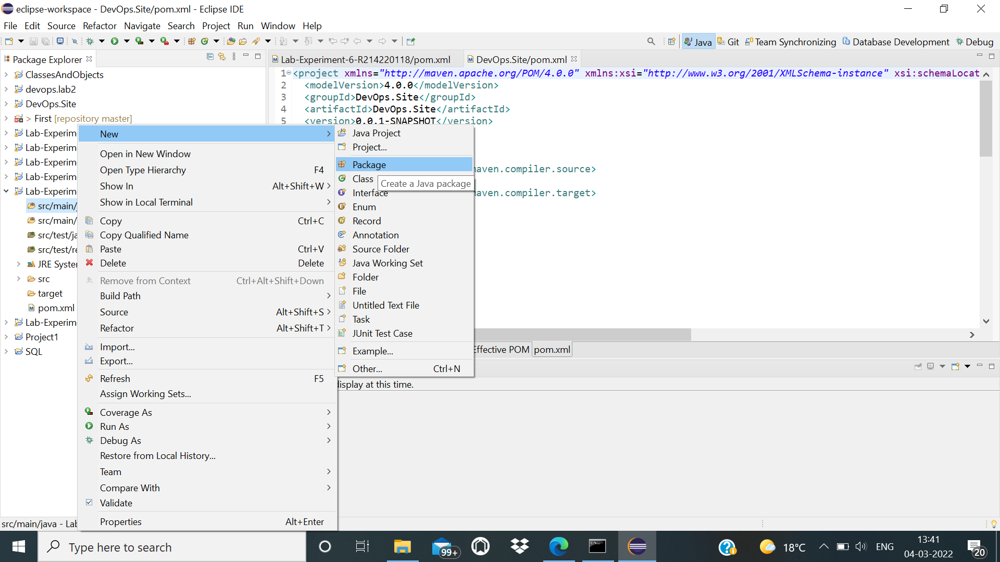 eclipse-workspace - DevOps.Site/pom.xml - Eclipse IDE
File Edit Source Refactor Navigate Search Project Run Window Help
Java Git Team Synchronizing Database Development Debug
Package Explorer
ClassesAndObjects
devops.lab2
DevOps.Site
> First [repository master]
Lab-Experim
Lab-Experim
Lab-Experim
Lab-Experim
Lab-Experim
src/main/
src/main/
src/test/ja
src/test/re
JRE System
src
target
pom.xml
Lab-Experim
Project1
SQL
Lab-Experiment-6-R214220118/pom.xml
DevOps.Site/pom.xml
1 <project xmlns="http://maven.apache.org/POM/4.0.0" xmlns:xsi="http://www.w3.org/2001/XMLSchema-instance" xsi:schemaLocat
2 <modelVersion>4.0.0</modelVersion>
3 <groupId>DevOps.Site</groupId>
4 <artifactId>DevOps.Site</artifactId>
5 <version>0.0.1-SNAPSHOT</version>
maven.compiler.source>
maven.compiler.target>
Effective POM pom.xml
display at this time.
New
Open in New Window
Open Type Hierarchy F4
Show In Alt+Shift+W
Show in Local Terminal
Copy Ctrl+C
Copy Qualified Name
Paste Ctrl+V
Delete Delete
Remove from Context Ctrl+Alt+Shift+Down
Build Path
Source Alt+Shift+S
Refactor Alt+Shift+T
Import...
Export...
Refresh F5
Assign Working Sets...
Coverage As
Run As
Debug As
Restore from Local History...
Team
Compare With
Validate
Properties Alt+Enter
Java Project
Project...
Package
Class
Create a Java package
Interface
Enum
Record
Annotation
Source Folder
Java Working Set
Folder
File
Untitled Text File
Task
JUnit Test Case
Example...
Other... Ctrl+N
src/main/java - Lab
Type here to search
99+
18°C
ENG
13:41
04-03-2022
20